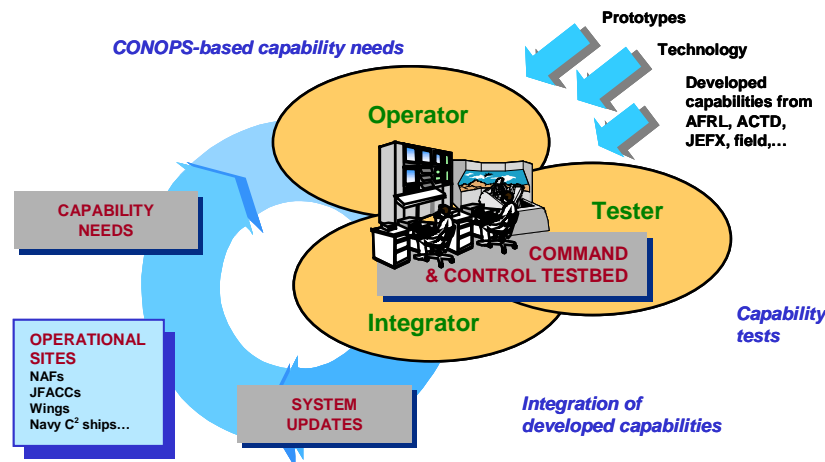 Prototypes
CONOPS-based capability needs
Technology
Developed
capabilities from
AFRL, ACTD,
JEFX, field,...
Operator
Tester
CAPABILITY
NEEDS
COMMAND
& CONTROL TESTBED
Integrator
Capability
tests
OPERATIONAL
SITES
NAFs
JFACCs
Wings
Navy C² ships...
SYSTEM
UPDATES
Integration of
developed capabilities